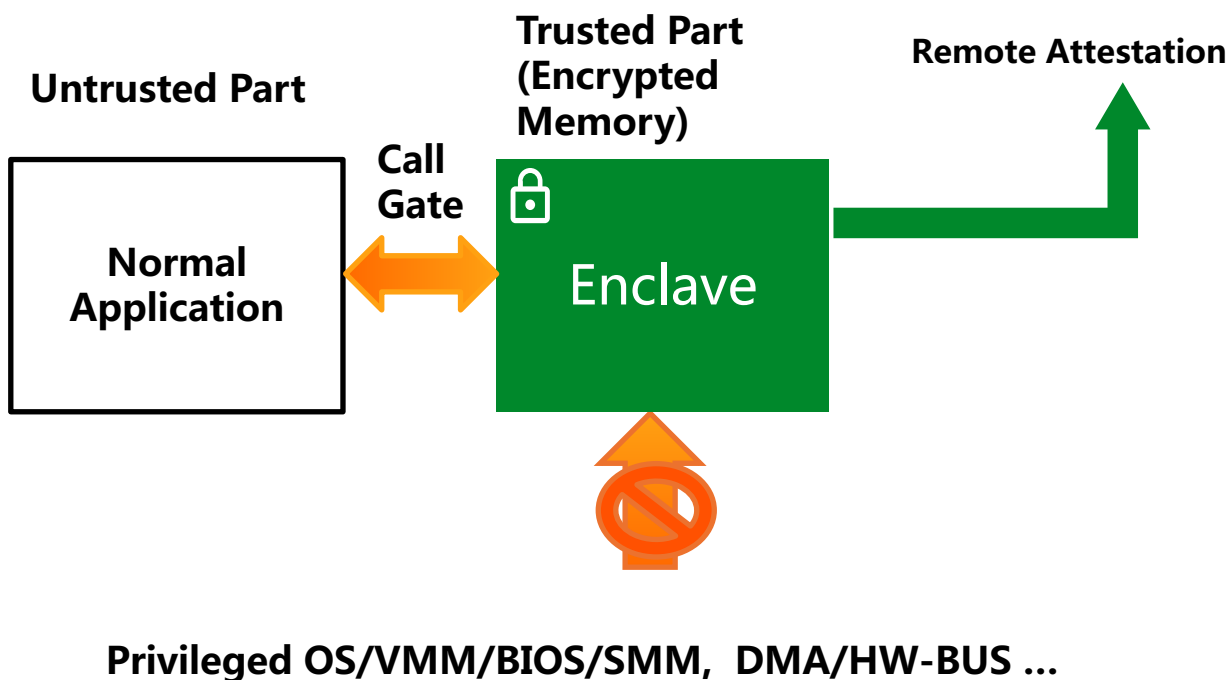 Untrusted Part
Trusted Part
(Encrypted
Memory)
Remote Attestation
Call
Gate
Normal
Application
Enclave
Privileged OS/VMM/BIOS/SMM,  DMA/HW-BUS ...